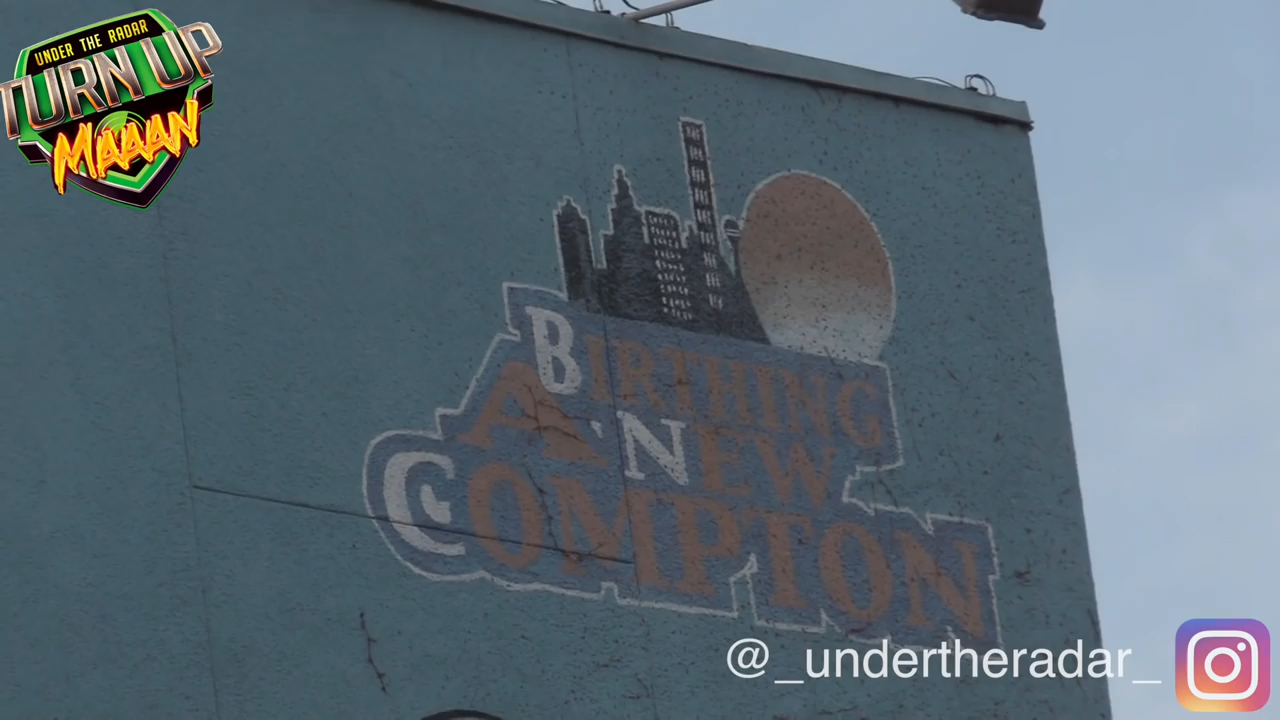 UNDER THE RADAR
TURN UP
MAAAN
BIRTHING
A 'NEW
COMPTON
@_undertheradar_